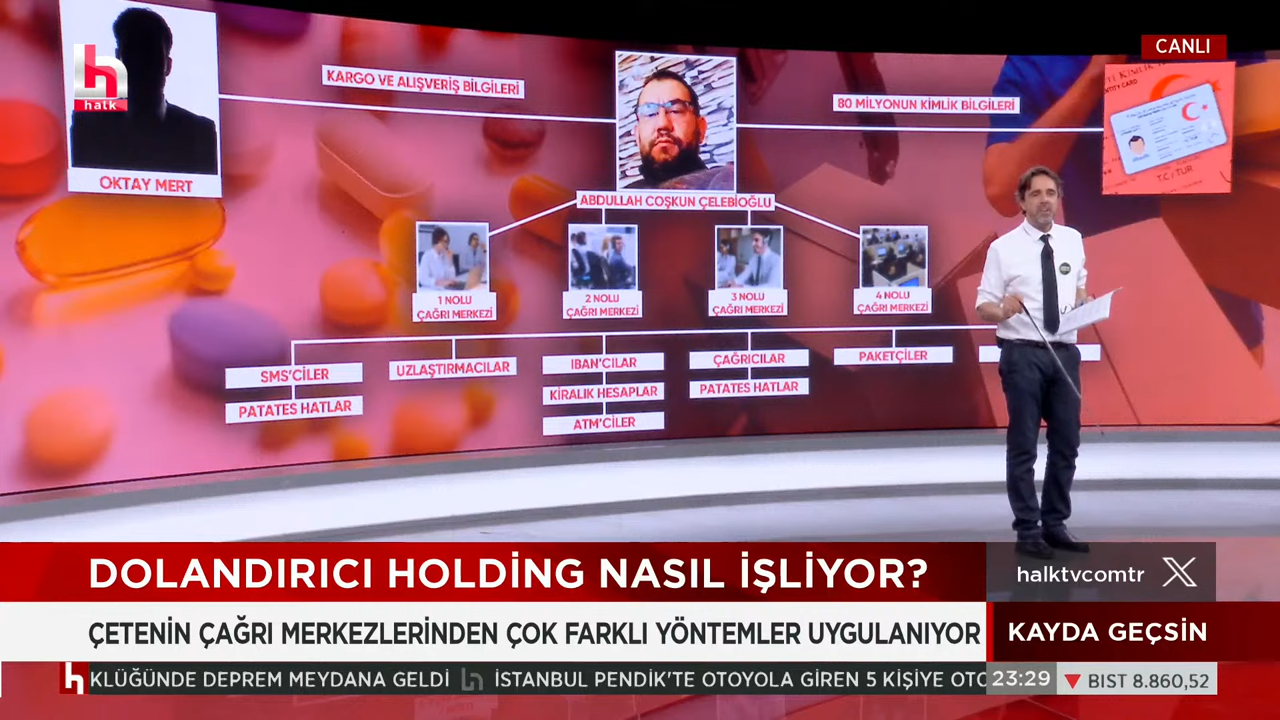 CANLI
h
halk
KARGO VE ALIŞVERİŞ BİLGİLERİ
80 MİLYONUN KİMLİK BİLGİLERİ
T.C./TUR
OKTAY MERT
ABDULLAH COŞKUN ÇELEBİOĞLU
1 NOLU
ÇAĞRI MERKEZİ
2 NOLU
ÇAĞRI MERKEZİ
3 NOLU
ÇAĞRI MERKEZİ
4 NOLU
ÇAĞRI MERKEZİ
SMS'CİLER
PATATES HATLAR
UZLAŞTIRMACILAR
IBAN'CILAR
KİRALIK HESAPLAR
ATM'CİLER
ÇAĞRICILAR
PATATES HATLAR
PAKETÇİLER
DOLANDIRICI HOLDİNG NASIL İŞLİYOR?
halktvcomtr X
ÇETENİN ÇAĞRI MERKEZLERİNDEN ÇOK FARKLI YÖNTEMLER UYGULANIYOR
KAYDA GEÇSİN
h KLÜĞÜNDE DEPREM MEYDANA GELDİ h İSTANBUL PENDİK'TE OTOYOLA GİREN 5 KİŞİYE OTO
23:29 BIST 8.860,52